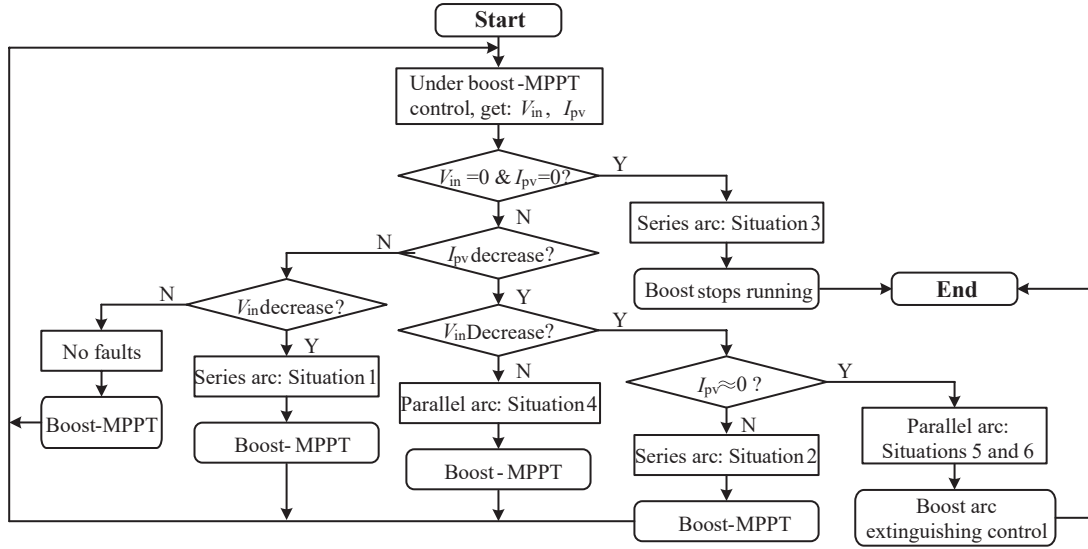 Start
Under boost-MPPT
control, get: Vin, Ipv
Vin =0 & Ipv=0?
Y
N
Series arc: Situation 3
N
Ipv decrease?
Boost stops running
End
N
Vin decrease?
Y
Vin Decrease?
Y
No faults
Y
N
Ipv≈0 ?
Y
Series arc: Situation 1
Parallel arc: Situation 4
Boost-MPPT
N
Parallel arc:
Situations 5 and 6
Boost- MPPT
Series arc: Situation 2
Boost - MPPT
Boost-MPPT
Boost arc
extinguishing control